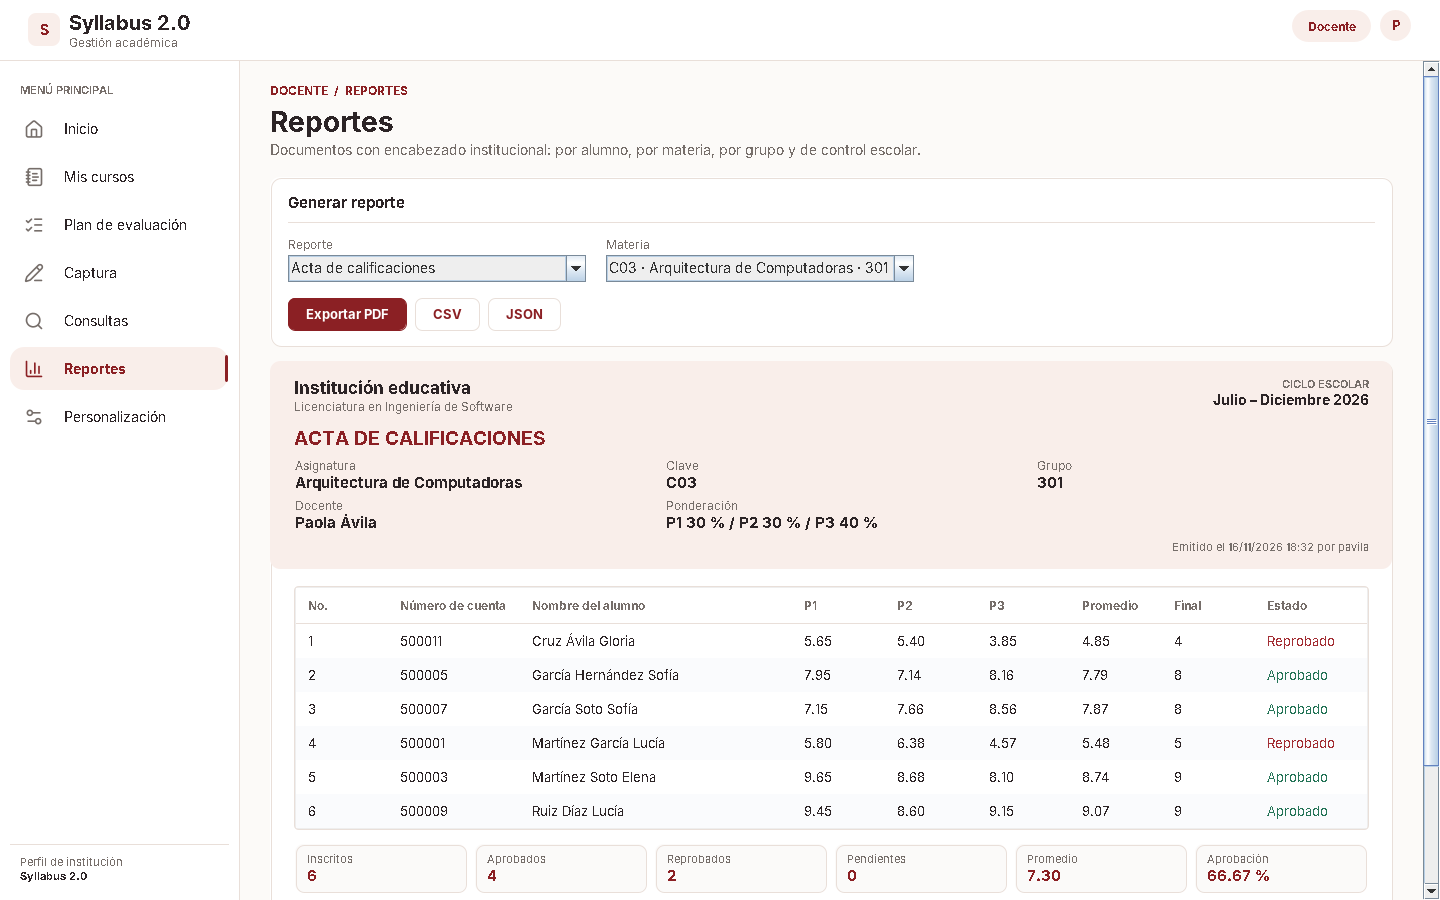 S
Syllabus 2.0
Gestión académica
Docente
P
MENÚ PRINCIPAL
Inicio
Mis cursos
Plan de evaluación
Captura
Consultas
Reportes
Personalización
Perfil de institución
Syllabus 2.0
DOCENTE / REPORTES
Reportes
Documentos con encabezado institucional: por alumno, por materia, por grupo y de control escolar.
Generar reporte
Reporte
Materia
Acta de calificaciones
C03 · Arquitectura de Computadoras · 301
Exportar PDF
CSV
JSON
Institución educativa
Licenciatura en Ingeniería de Software
CICLO ESCOLAR
Julio – Diciembre 2026
ACTA DE CALIFICACIONES
Asignatura
Arquitectura de Computadoras
Clave
C03
Grupo
301
Docente
Paola Ávila
Ponderación
P1 30 % / P2 30 % / P3 40 %
Emitido el 16/11/2026 18:32 por pavila
No. Número de cuenta Nombre del alumno P1 P2 P3 Promedio Final Estado
1 500011 Cruz Ávila Gloria 5.65 5.40 3.85 4.85 4 Reprobado
2 500005 García Hernández Sofía 7.95 7.14 8.16 7.79 8 Aprobado
3 500007 García Soto Sofía 7.15 7.66 8.56 7.87 8 Aprobado
4 500001 Martínez García Lucía 5.80 6.38 4.57 5.48 5 Reprobado
5 500003 Martínez Soto Elena 9.65 8.68 8.10 8.74 9 Aprobado
6 500009 Ruiz Díaz Lucía 9.45 8.60 9.15 9.07 9 Aprobado
Inscritos
6
Aprobados
4
Reprobados
2
Pendientes
0
Promedio
7.30
Aprobación
66.67 %